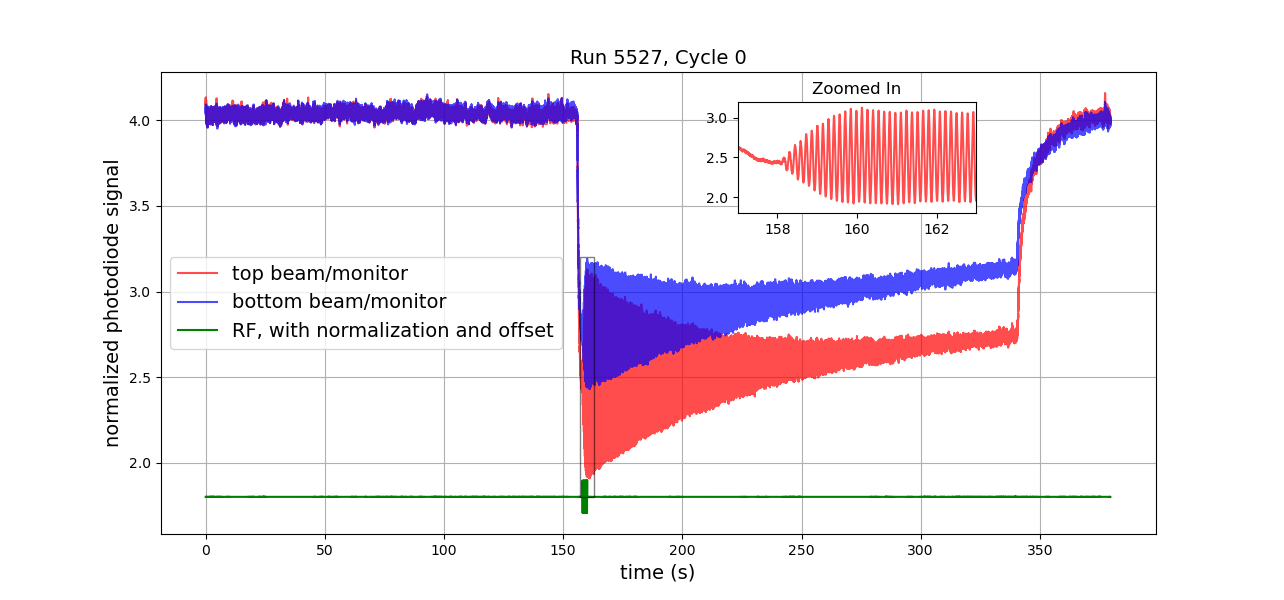 Run 5527, Cycle 0
normalized photodiode signal
4.0
3.5
3.0
2.5
2.0
Zoomed In
3.0
2.5
2.0
158
160
162
top beam/monitor
bottom beam/monitor
RF, with normalization and offset
0
50
100
150
200
250
300
350
time (s)